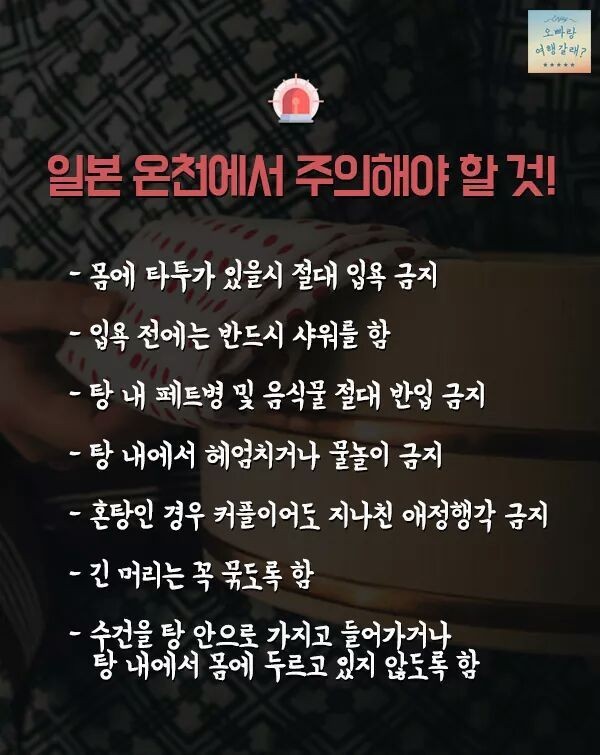 Enjoy
오빠랑
여행갈래?
일본 온천에서 주의해야 할 것!
- 몸에 타투가 있을시 절대 입욕 금지
- 입욕 전에는 반드시 샤워를 함
- 탕 내 페트병 및 음식물 절대 반입 금지
- 탕 내에서 헤엄치거나 물놀이 금지
- 혼탕인 경우 커플이어도 지나친 애정행각 금지
- 긴 머리는 꼭 묶도록 함
- 수건을 탕 안으로 가지고 들어가거나
탕 내에서 몸에 두르고 있지 않도록 함